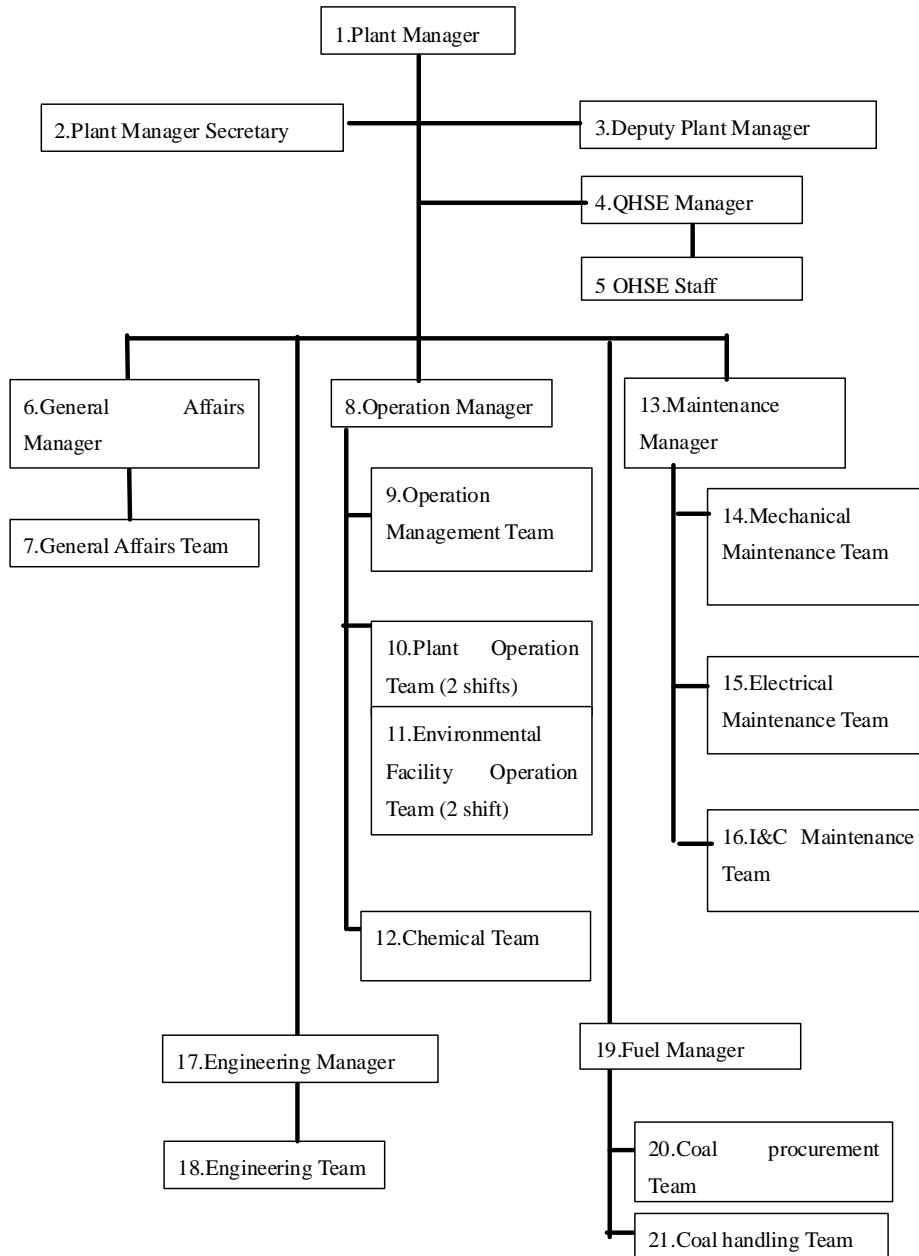 1.Plant Manager
2.Plant Manager Secretary
3.Deputy Plant Manager
4.QHSE Manager
5 OHSE Staff
6.General Affairs
Manager
7.General Affairs Team
8.Operation Manager
9.Operation
Management Team
10.Plant Operation
Team (2 shifts)
11.Environmental
Facility Operation
Team (2 shift)
12.Chemical Team
13.Maintenance
Manager
14.Mechanical
Maintenance Team
15.Electrical
Maintenance Team
16.I&C Maintenance
Team
17.Engineering Manager
18.Engineering Team
19.Fuel Manager
20.Coal procurement
Team
21.Coal handling Team